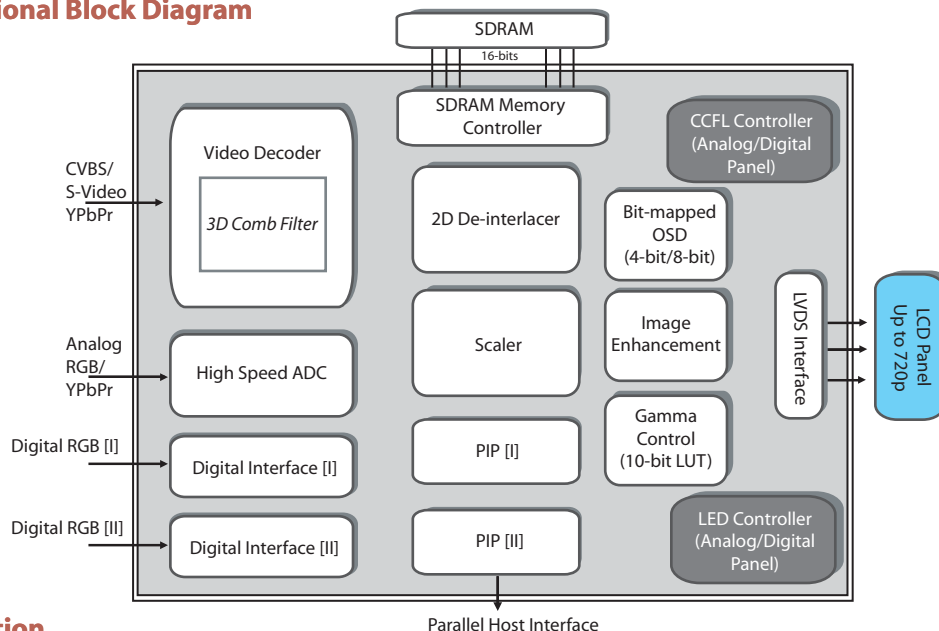 ional Block Diagram
SDRAM
16-bits
SDRAM Memory
Controller
CCFL Controller
(Analog/Digital
Panel)
Video Decoder
3D Comb Filter
CVBS/
S-Video
YPbPr
2D De-interlacer
Bit-mapped
OSD
(4-bit/8-bit)
Analog
RGB/
YPbPr
High Speed ADC
Scaler
Image
Enhancement
LVDS Interface
LCD Panel
Up to 720p
Digital RGB [I]
Digital Interface [I]
PIP [I]
Gamma
Control
(10-bit LUT)
Digital RGB [II]
Digital Interface [II]
PIP [II]
LED Controller
(Analog/Digital
Panel)
Parallel Host Interface
tion